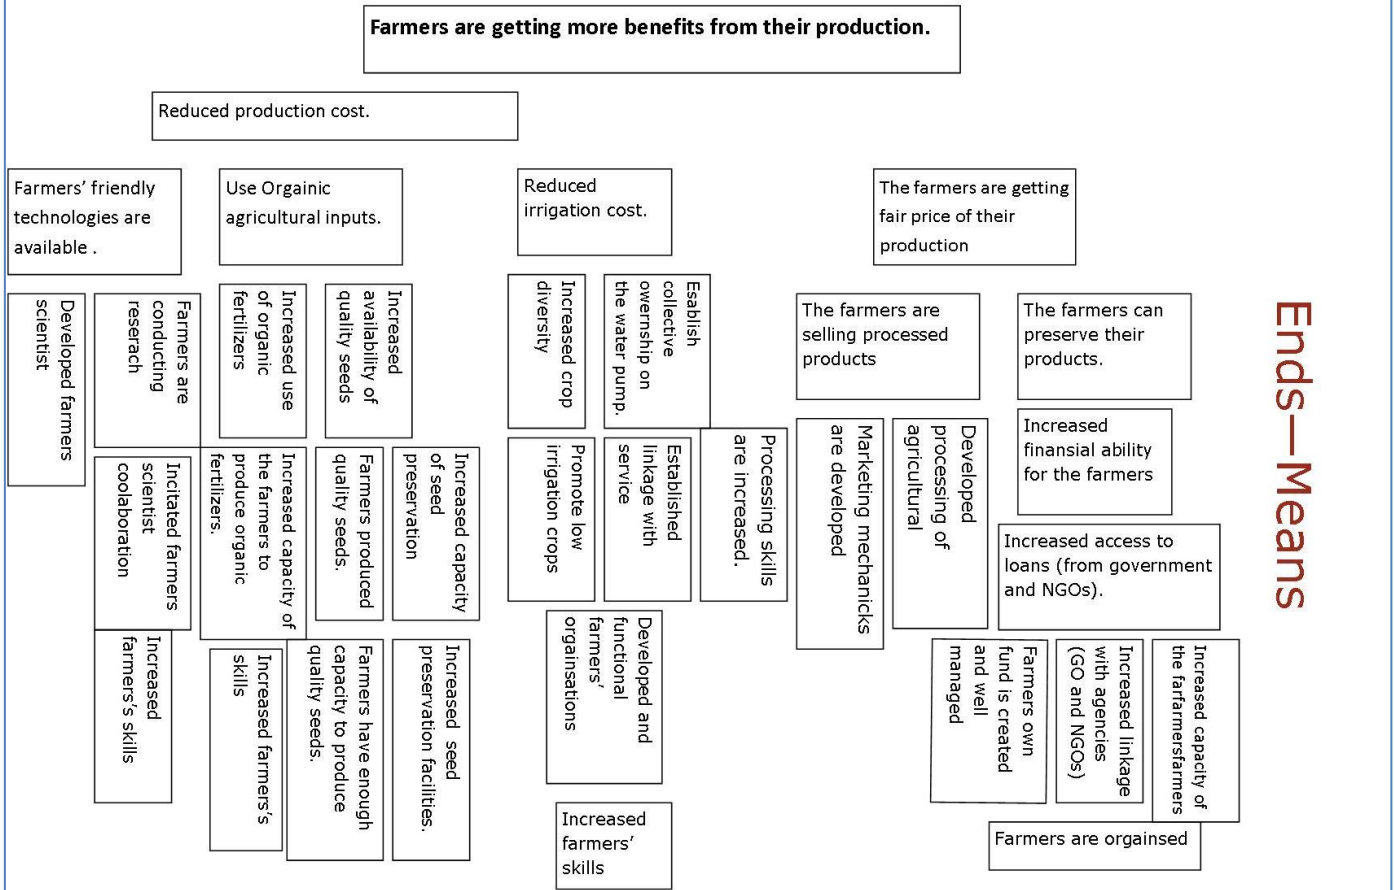 Farmers are getting more benefits from their production.
Reduced production cost.
Farmers’ friendly
technologies are
available .
Use Orgainic
agricultural inputs.
Reduced
irrigation cost.
The farmers are getting
fair price of their
production
Developed farmers
scientist
Farmers are
conducting
reserach
Increased use
of organic
fertilizers
Increased
availability of
quality seeds
Increased crop
diversity
Esablish
collective
owernship on
the water pump.
The farmers are
selling processed
products
The farmers can
preserve their
products.
Ends—Means
Incitated farmers
scientist
coolaboration
Increased capacity of
the farmers to
produce organic
fertilizers.
Farmers produced
quality seeds.
Increased capacity
of seed
preservation
Promote low
irrigation crops
Established
linkage with
service
Processing skills
are increased.
Marketing mechanicks
are developed
Developed
processing of
agricultural
Increased
finansial ability
for the farmers
Increased access to
loans (from government
and NGOs).
Increased
farmers’s skills
Increased farmers’s
skills
Farmers have enough
capacity to produce
quality seeds.
Increased seed
preservation facilities.
Developed and
functional
farmers’
orgainsations
Farmers own
fund is created
and well
managed
Increased linkage
with agencies
(GO and NGOs)
Increased capacity of
the farfarmersfarmers
Increased
farmers’
skills
Farmers are orgainsed